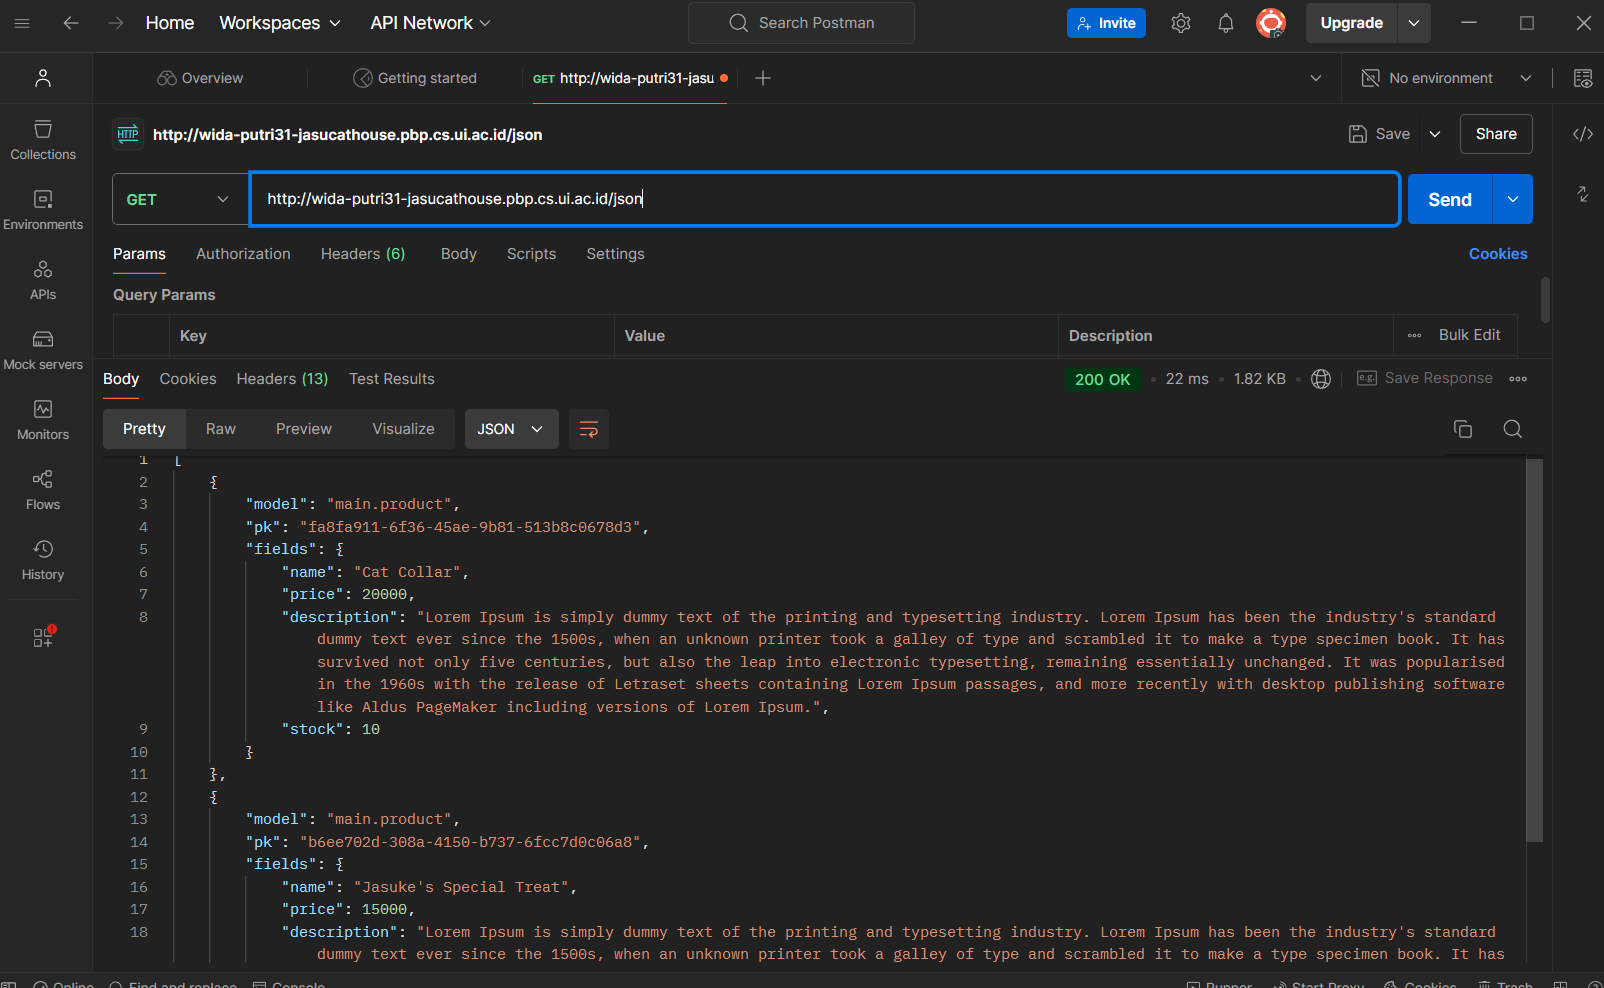 Home Workspaces API Network Search Postman Invite Upgrade
Overview Getting started GET http://wida-putri31-jasu No environment
HTTP http://wida-putri31-jasucathouse.pbp.cs.ui.ac.id/json Save Share
GET http://wida-putri31-jasucathouse.pbp.cs.ui.ac.id/json Send
Params Authorization Headers (6) Body Scripts Settings Cookies
Query Params
Key Value Description Bulk Edit
Collections
Environments
APIs
Mock servers
Monitors
Flows
History
Body Cookies Headers (13) Test Results 200 OK 22 ms 1.82 KB e.g. Save Response
Pretty Raw Preview Visualize JSON
1 [
2 {
3 "model": "main.product",
4 "pk": "fa8fa911-6f36-45ae-9b81-513b8c0678d3",
5 "fields": {
6 "name": "Cat Collar",
7 "price": 20000,
8 "description": "Lorem Ipsum is simply dummy text of the printing and typesetting industry. Lorem Ipsum has been the industry's standard
dummy text ever since the 1500s, when an unknown printer took a galley of type and scrambled it to make a type specimen book. It has
survived not only five centuries, but also the leap into electronic typesetting, remaining essentially unchanged. It was popularised
in the 1960s with the release of Letraset sheets containing Lorem Ipsum passages, and more recently with desktop publishing software
like Aldus PageMaker including versions of Lorem Ipsum.",
9 "stock": 10
10 }
11 },
12 {
13 "model": "main.product",
14 "pk": "b6ee702d-308a-4150-b737-6fcc7d0c06a8",
15 "fields": {
16 "name": "Jasuke's Special Treat",
17 "price": 15000,
18 "description": "Lorem Ipsum is simply dummy text of the printing and typesetting industry. Lorem Ipsum has been the industry's standard
dummy text ever since the 1500s, when an unknown printer took a galley of type and scrambled it to make a type specimen book. It has
Online Find and replace Console Runner Start Proxy Cookies Trash